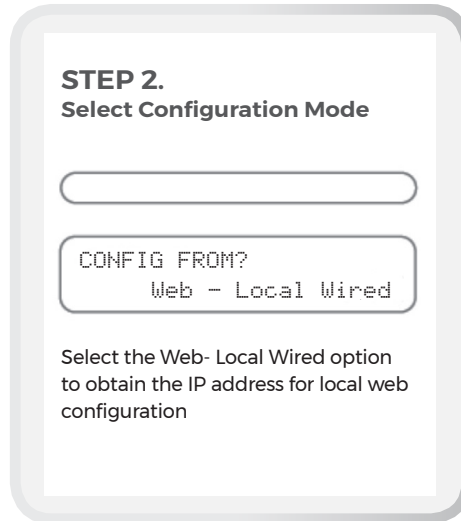 STEP 2.
Select Configuration Mode
CONFIG FROM?
Web - Local Wired
Select the Web- Local Wired option
to obtain the IP address for local web
configuration